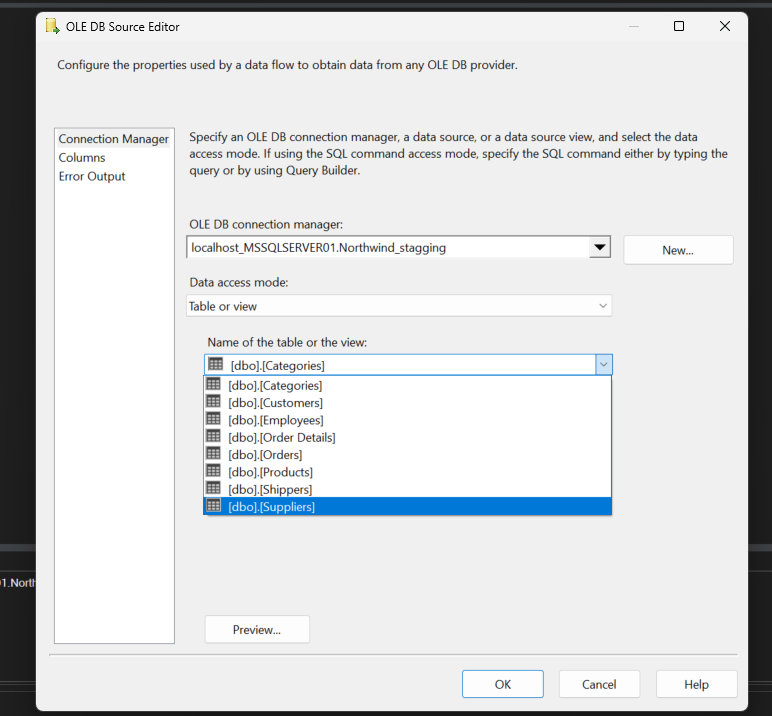 OLE DB Source Editor
Configure the properties used by a data flow to obtain data from any OLE DB provider.
Connection Manager
Columns
Error Output
Specify an OLE DB connection manager, a data source, or a data source view, and select the data
access mode. If using the SQL command access mode, specify the SQL command either by typing the
query or by using Query Builder.
OLE DB connection manager:
localhost_MSSQLSERVER01.Northwind_stagging
New...
Data access mode:
Table or view
Name of the table or the view:
[dbo].[Categories]
[dbo].[Categories]
[dbo].[Customers]
[dbo].[Employees]
[dbo].[Order Details]
[dbo].[Orders]
[dbo].[Products]
[dbo].[Shippers]
[dbo].[Suppliers]
01.North
Preview...
OK
Cancel
Help